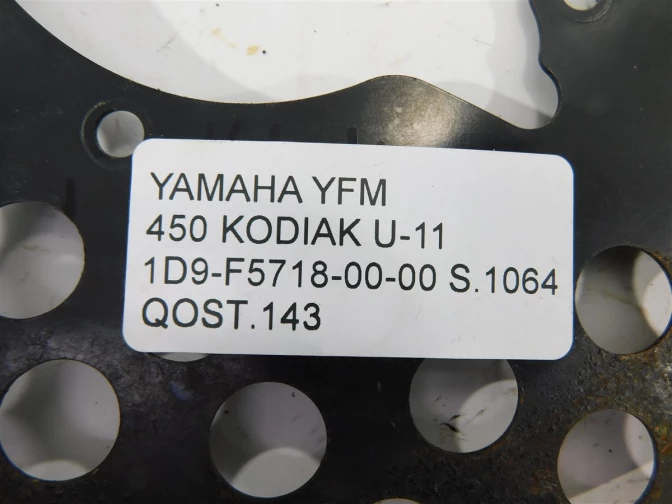 YAMAHA YFM
450 KODIAK U-11
1D9-F5718-00-00 S.1064
QOST.143